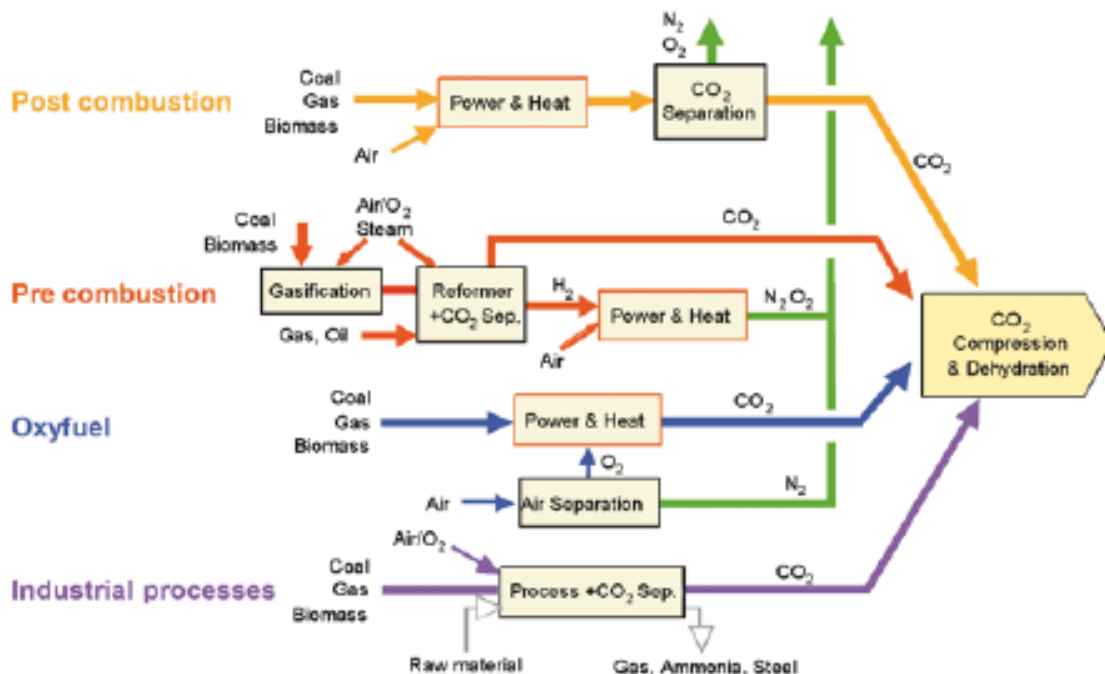 N₂
O₂
Post combustion
Coal
Gas
Biomass
Air
Power & Heat
CO₂
Separation
CO₂
Pre combustion
Coal
Biomass
Air/O₂
Steam
Gasification
Gas, Oil
Reformer
+CO₂ Sep.
H₂
Air
Power & Heat
N₂ O₂
CO₂
CO₂
Compression
& Dehydration
Oxyfuel
Coal
Gas
Biomass
Power & Heat
CO₂
O₂
Air
Air Separation
N₂
Industrial processes
Coal
Gas
Biomass
Air/O₂
Process +CO₂ Sep.
CO₂
Raw material
Gas, Ammonia, Steel